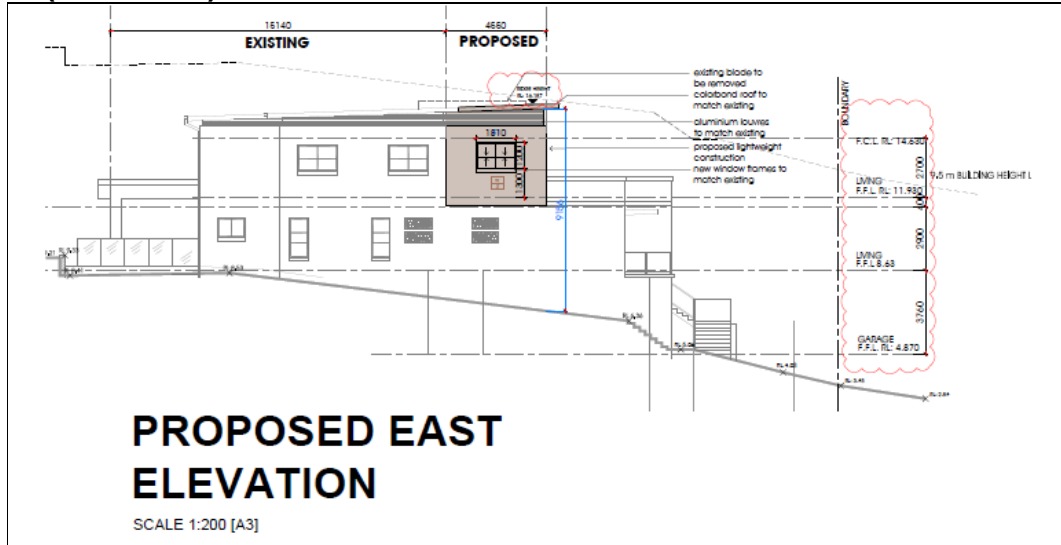 16140
4660
EXISTING
PROPOSED
existing blade to
be removed
colorbond roof to
match existing
aluminium louvres
to match existing
proposed lightweight
construction
new window frames to
match existing
1810
1200
1300
BOUNDARY
F.C.L. RL: 14.630
2700
9.5 m BUILDING HEIGHT L
LIVING
F.F.L. RL: 11.930
400
2900
LIVING
F.F.L 8.63
3760
GARAGE
F.F.L. RL: 4.870
PROPOSED EAST
ELEVATION
SCALE 1:200 [A3]